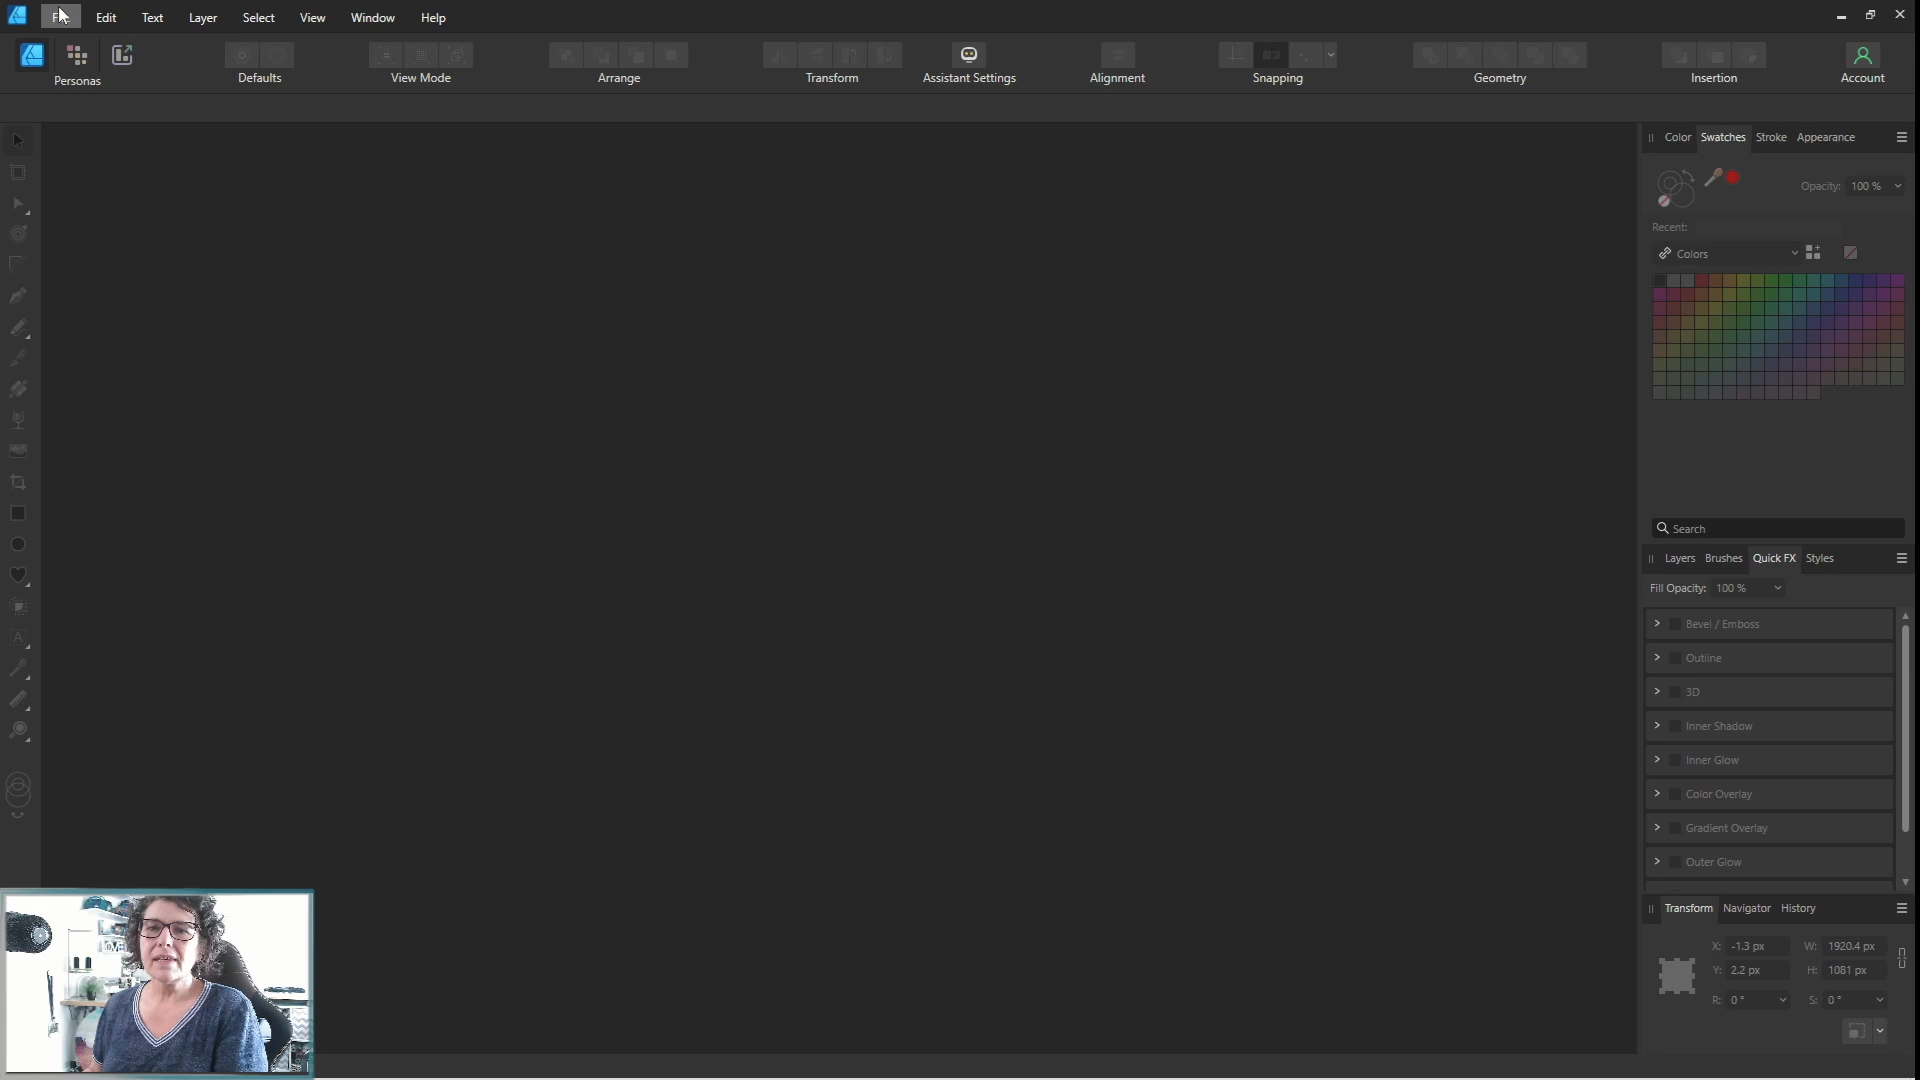 Edit Text Layer Select View Window Help
Personas Defaults View Mode Arrange Transform Assistant Settings Alignment Snapping Geometry Insertion Account
Color Swatches Stroke Appearance
Opacity: 100 %
Recent:
Colors
Search
Layers Brushes Quick FX Styles
Fill Opacity: 100 %
Bevel / Emboss
Outline
3D
Inner Shadow
Inner Glow
Color Overlay
Gradient Overlay
Outer Glow
Transform Navigator History
X: -1.3 px W: 1920.4 px
Y: 2.2 px H: 1081 px
R: 0 ° S: 0 °